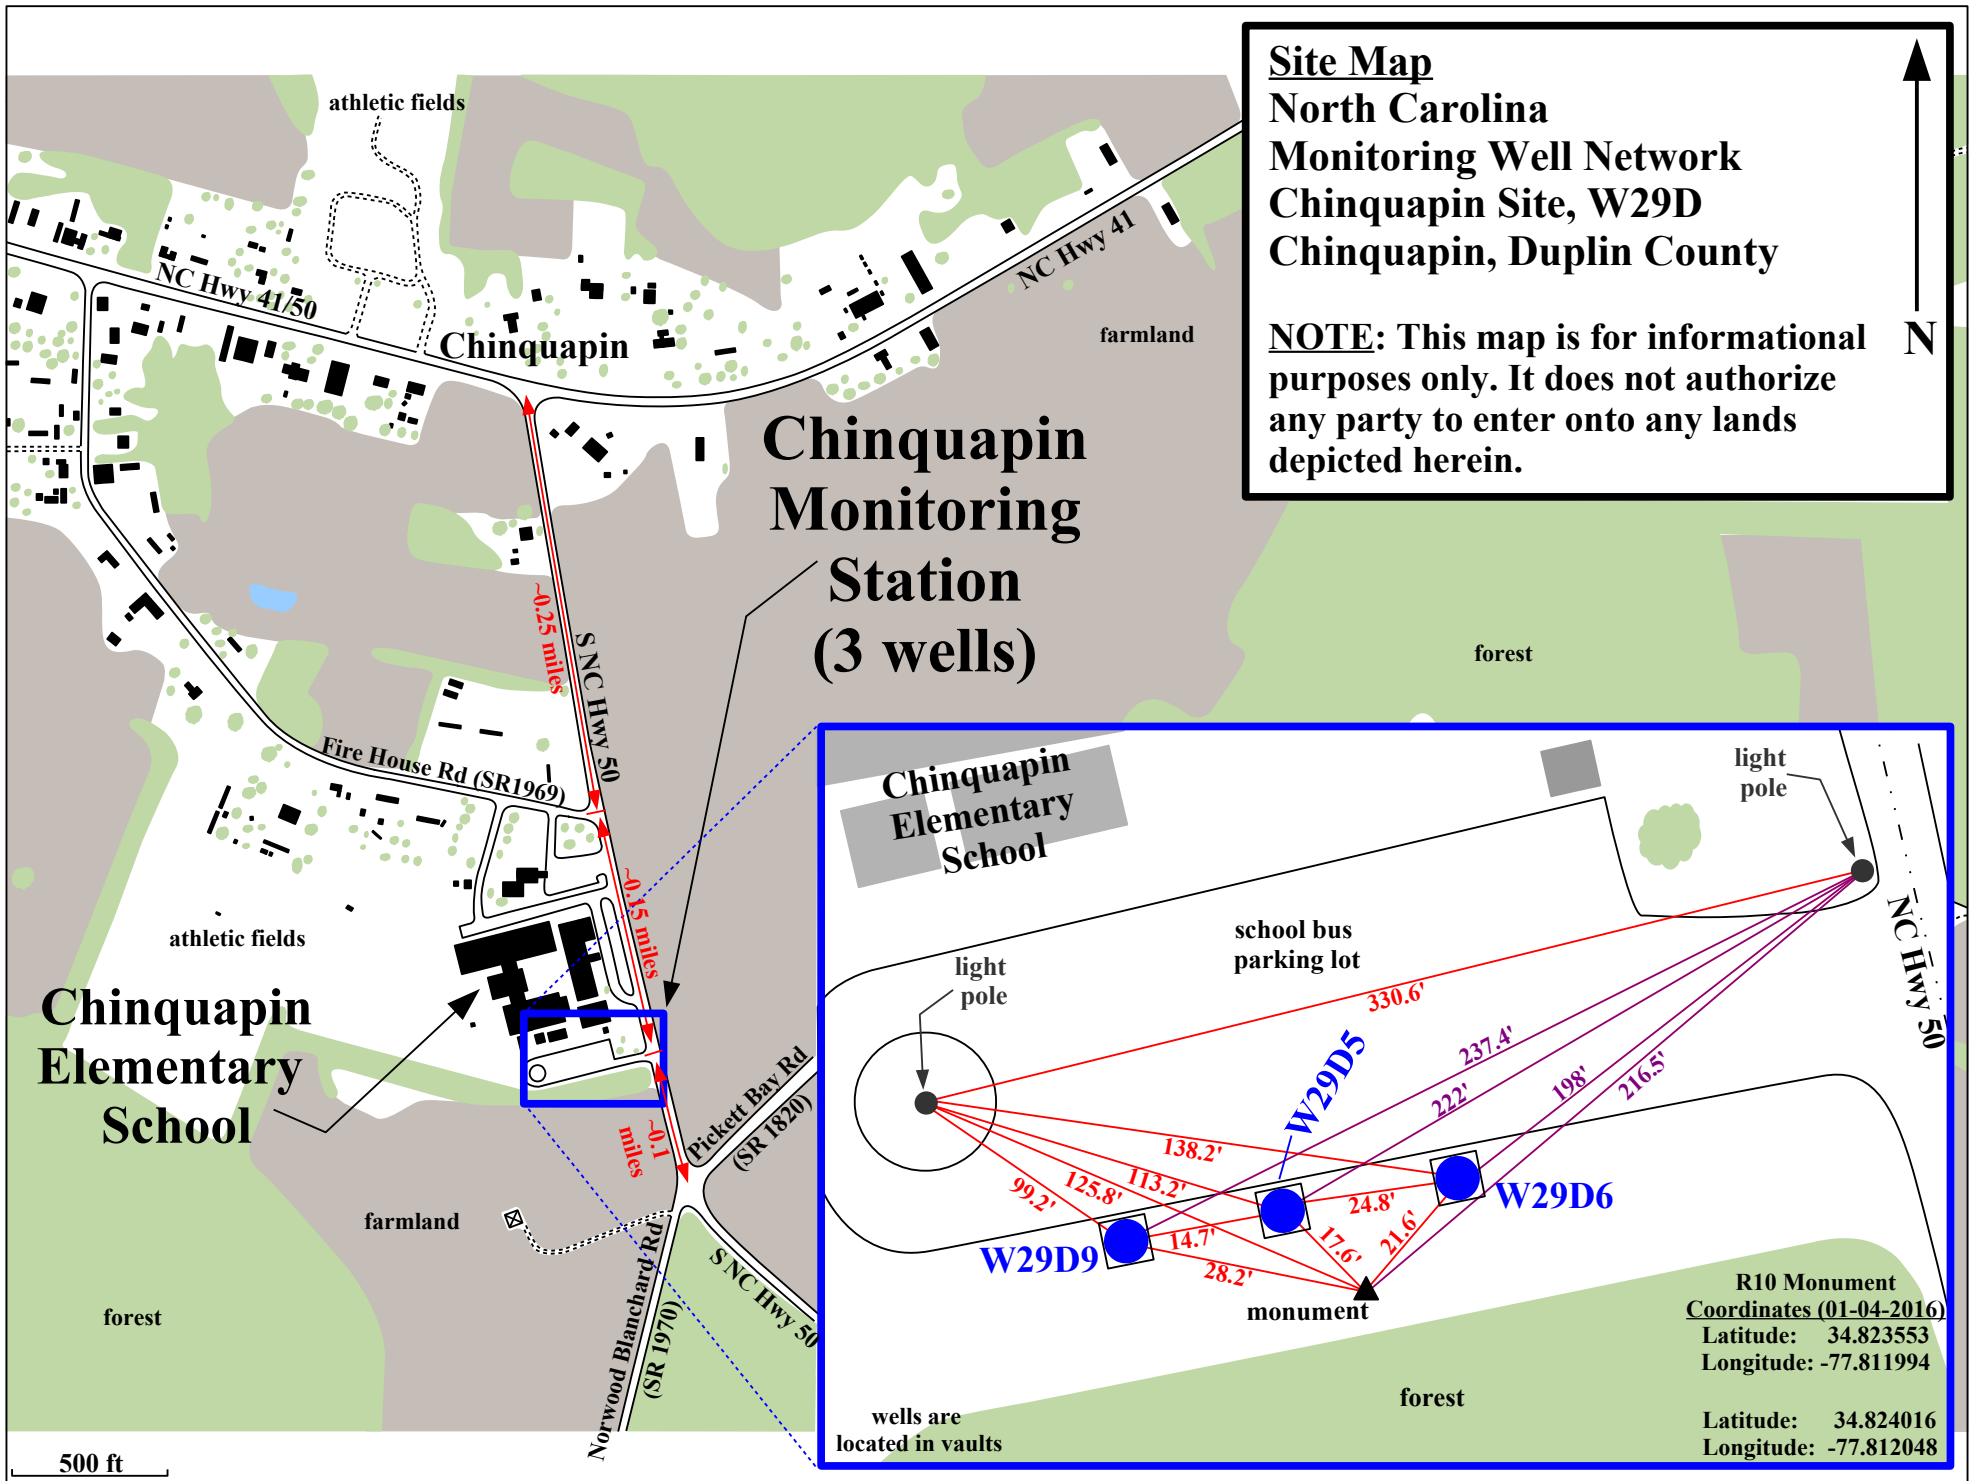 Site Map
North Carolina
Monitoring Well Network
Chinquapin Site, W29D
Chinquapin, Duplin County
NOTE: This map is for informational
purposes only. It does not authorize
any party to enter onto any lands
depicted herein.
N
athletic fields
NC Hwy 41/50
Chinquapin
NC Hwy 41
farmland
Chinquapin
Monitoring
Station
(3 wells)
~0.25 miles
S NC Hwy 50
forest
Fire House Rd (SR1969)
~0.15 miles
athletic fields
Chinquapin
Elementary
School
~0.1
miles
Pickett Bay Rd
(SR 1820)
farmland
Norwood Blanchard Rd
(SR 1970)
S NC Hwy 50
forest
500 ft
Chinquapin
Elementary
School
light
pole
school bus
parking lot
light
pole
NC Hwy 50
330.6'
237.4'
222'
198'
216.5'
W29D5
138.2'
113.2'
125.8'
99.2'
24.8'
14.7'
17.6'
21.6'
28.2'
W29D6
W29D9
monument
R10 Monument
Coordinates (01-04-2016)
Latitude: 34.823553
Longitude: -77.811994
forest
Latitude: 34.824016
Longitude: -77.812048
wells are
located in vaults